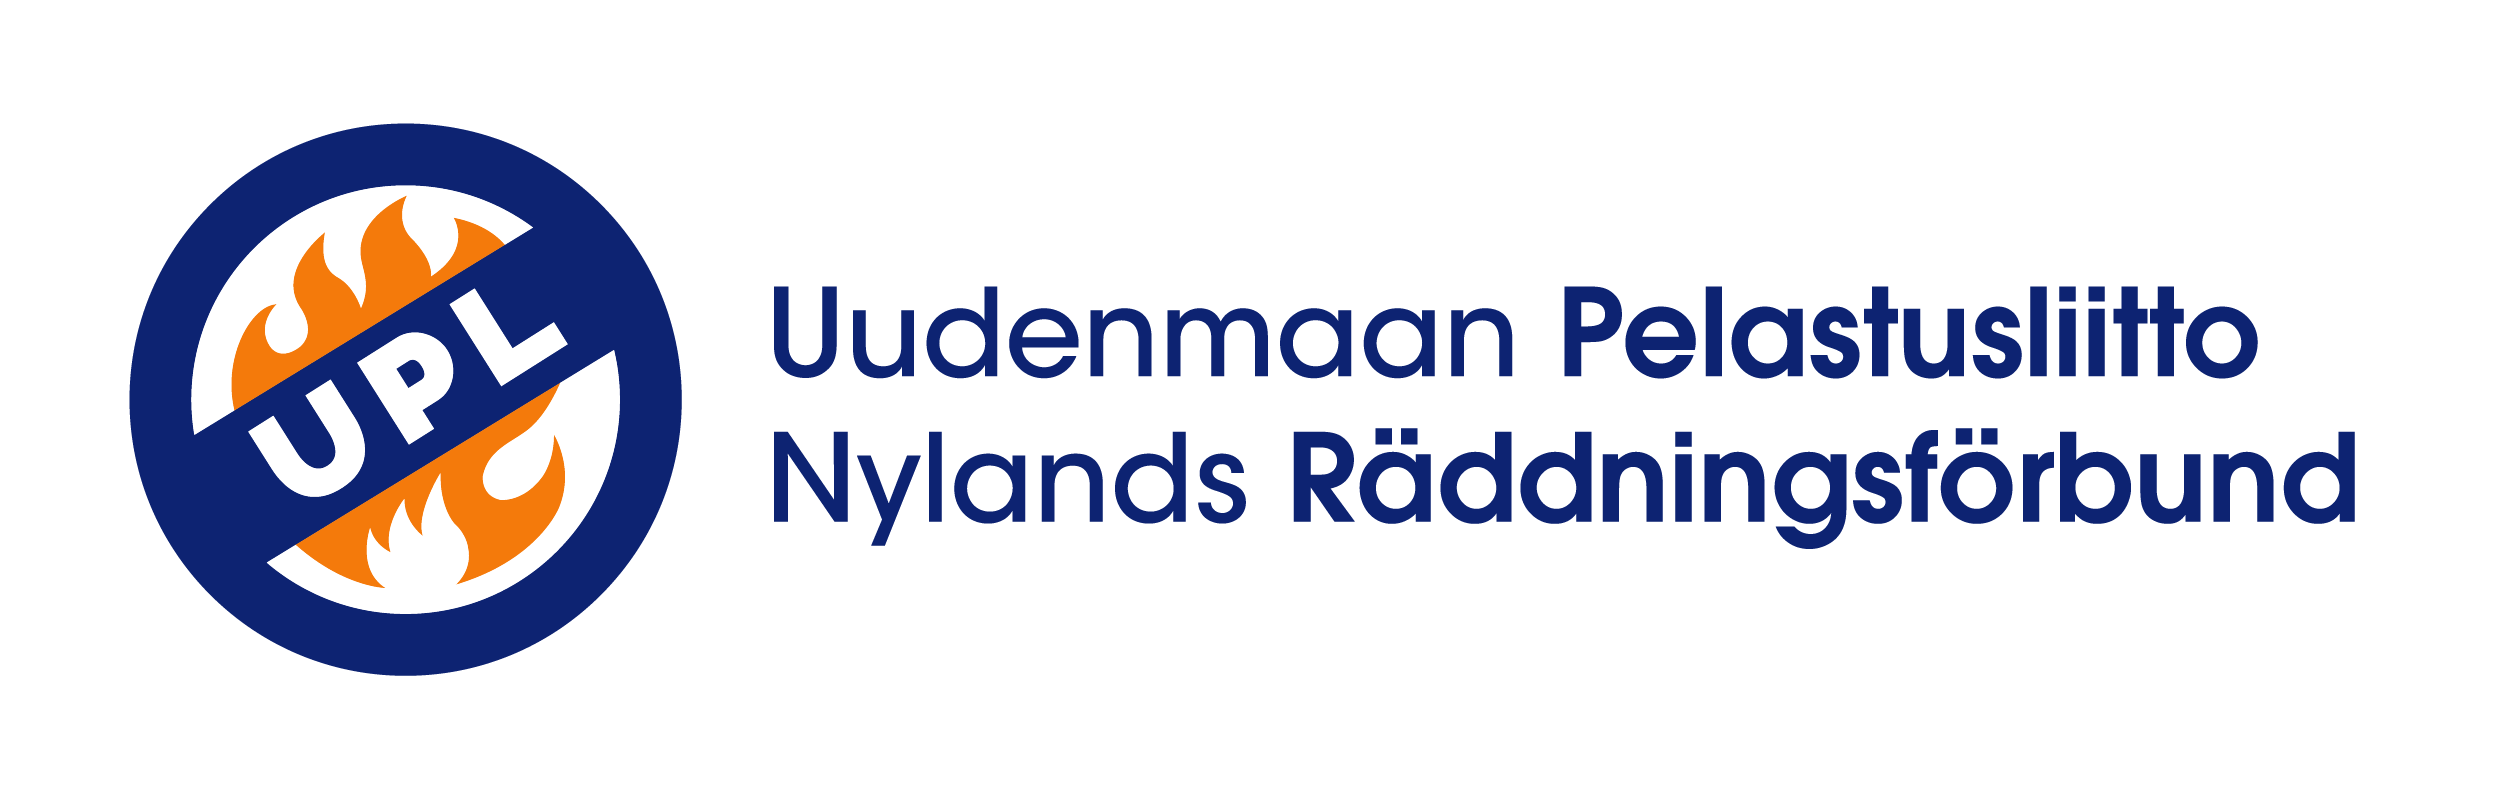 UPL
Uudenmaan Pelastusliitto
Nylands Räddningsförbund